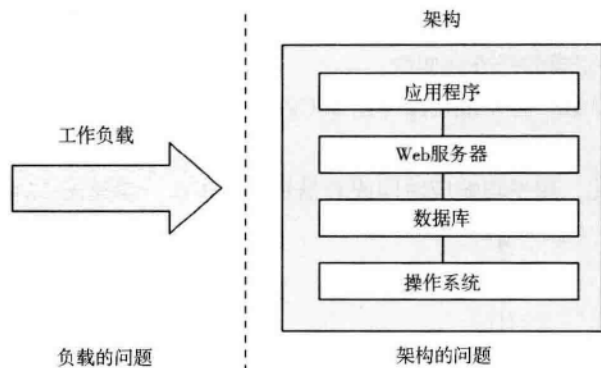 架构
应用程序
工作负载
Web服务器
数据库
操作系统
负载的问题
架构的问题